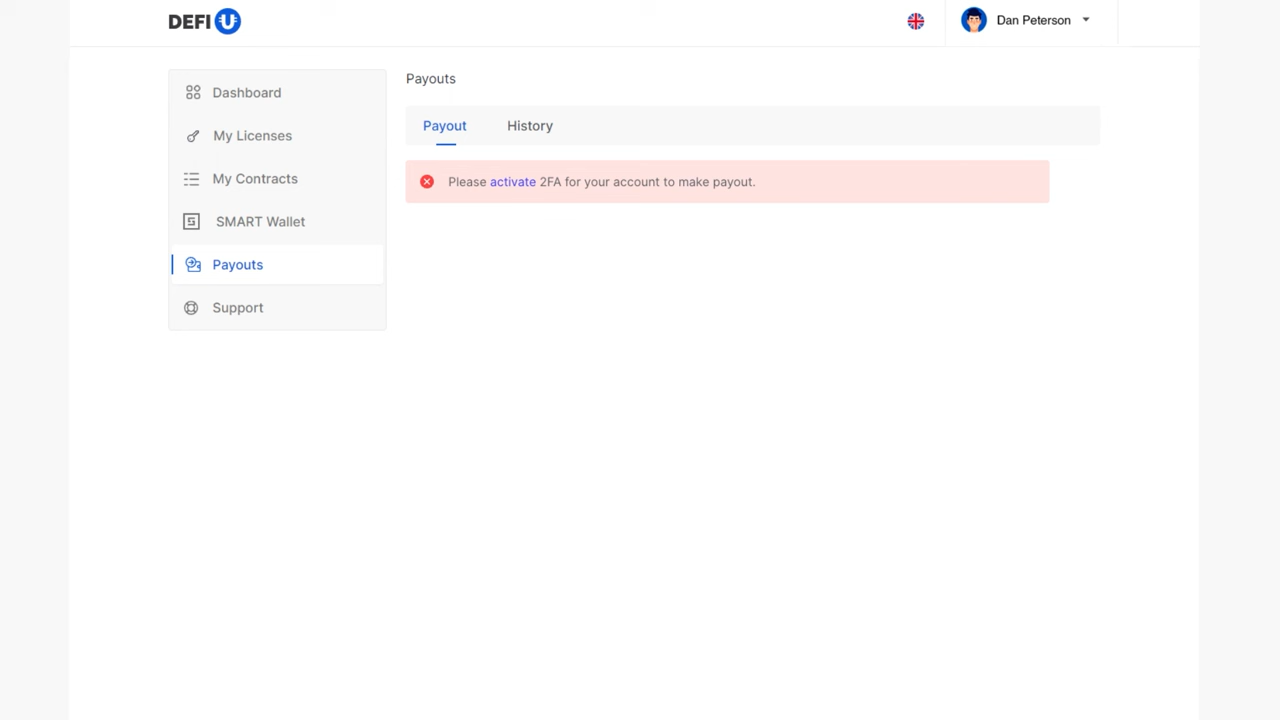 DEFI U
Dan Peterson
Dashboard
My Licenses
My Contracts
SMART Wallet
Payouts
Support
Payouts
Payout
History
Please activate 2FA for your account to make payout.